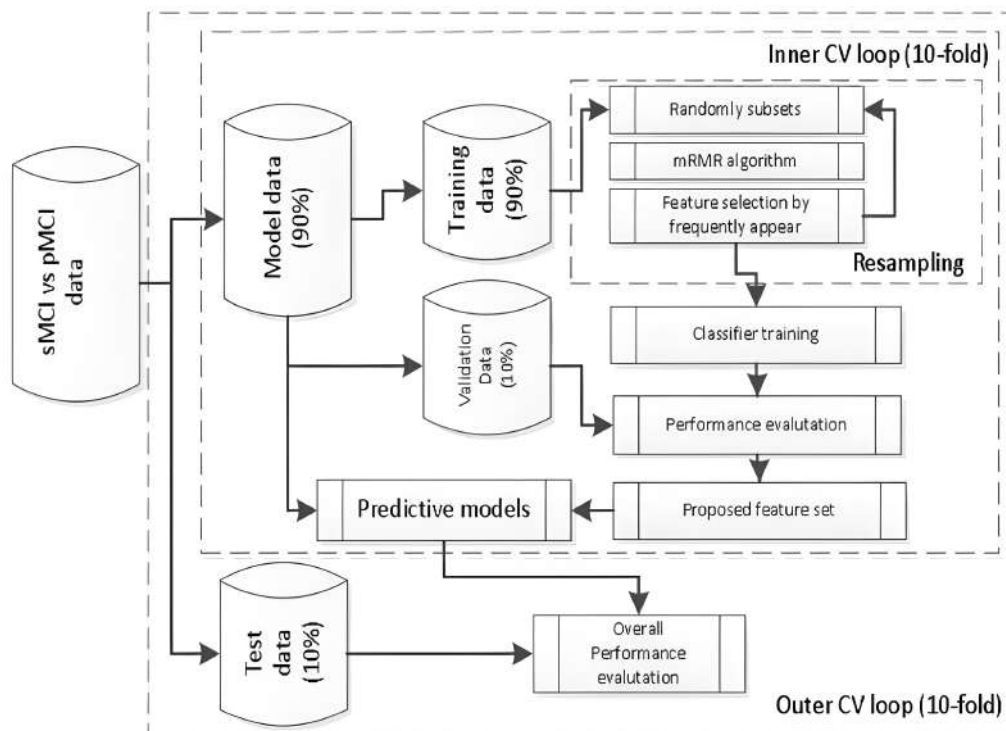 Inner CV loop (10-fold)
Randomly subsets
mRMR algorithm
Feature selection by
frequently appear
Resampling
sMCI vs pMCI
data
Model data
(90%)
Training
data
(90%)
Validation
Data
(10%)
Classifier training
Performance evalutation
Proposed feature set
Predictive models
Test
data
(10%)
Overall
Performance
evalutation
Outer CV loop (10-fold)